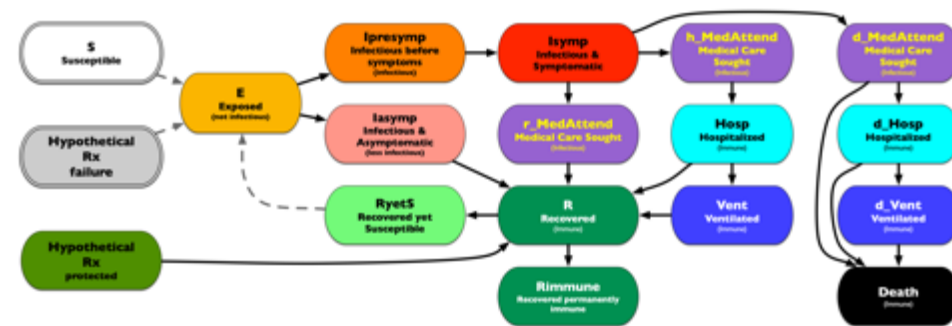 S
Susceptible
Hypothetical
Rx
failure
Hypothetical
Rx
protected
E
Exposed
(not infectious)
Ipresymp
Infectious before
symptoms
(Infectious)
Iasymp
Infectious &
Asymptomatic
(less infectious)
RyetS
Recovered yet
Susceptible
Isymp
Infectious &
Symptomatic
r_MedAttend
Medical Care Sought
(Infectious)
R
Recovered
(Immune)
Rimmune
Recovered permanently
immune
h_MedAttend
Medical Care
Sought
(Infectious)
Hosp
Hospitalized
(Immune)
Vent
Ventilated
(Immune)
d_MedAttend
Medical Care
Sought
(Infectious)
d_Hosp
Hospitalized
(Immune)
d_Vent
Ventilated
(Immune)
Death
(Immune)